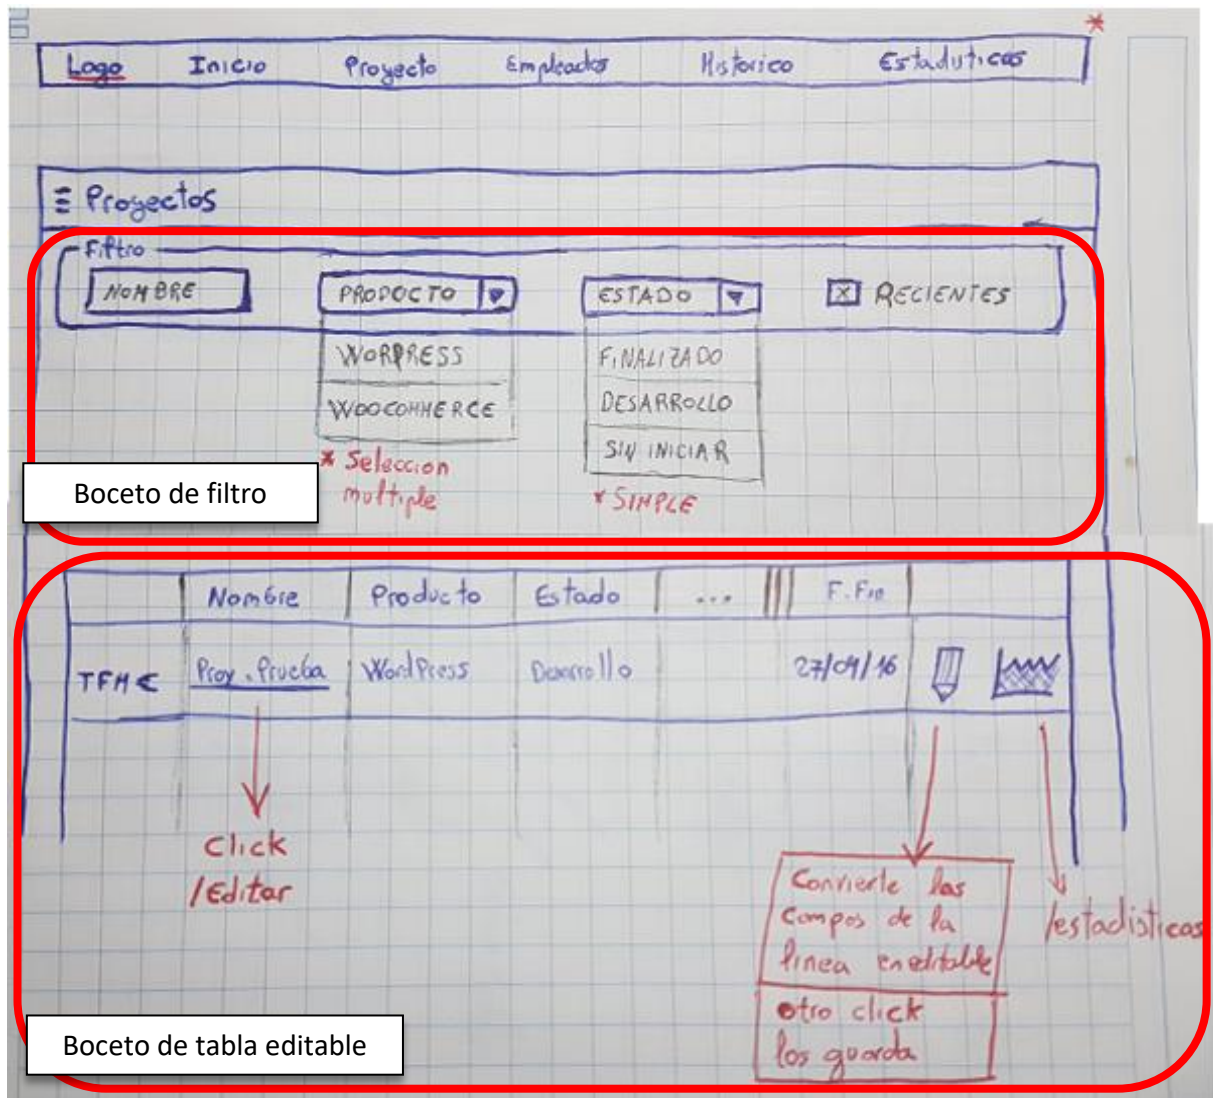 *
Logo Inicio Proyecto Empleados Historico Estadisticas
Proyectos
Filtro
NOMBRE PRODOCTO ESTADO X RECIENTES
WORPRESS FINALIZADO
WOOCOMMERCE DESARROLLO
SIN INICIAR
* Seleccion
multiple
* SIMPLE
Boceto de filtro
Nombre Producto Estado ... F. Fin
TFM€ Proy. Prueba WordPress Desarrollo 27/09/16
Click
/Editar
Convierte las
campos de la
linea en editable
otro click
los guarda
/estadisticas
Boceto de tabla editable